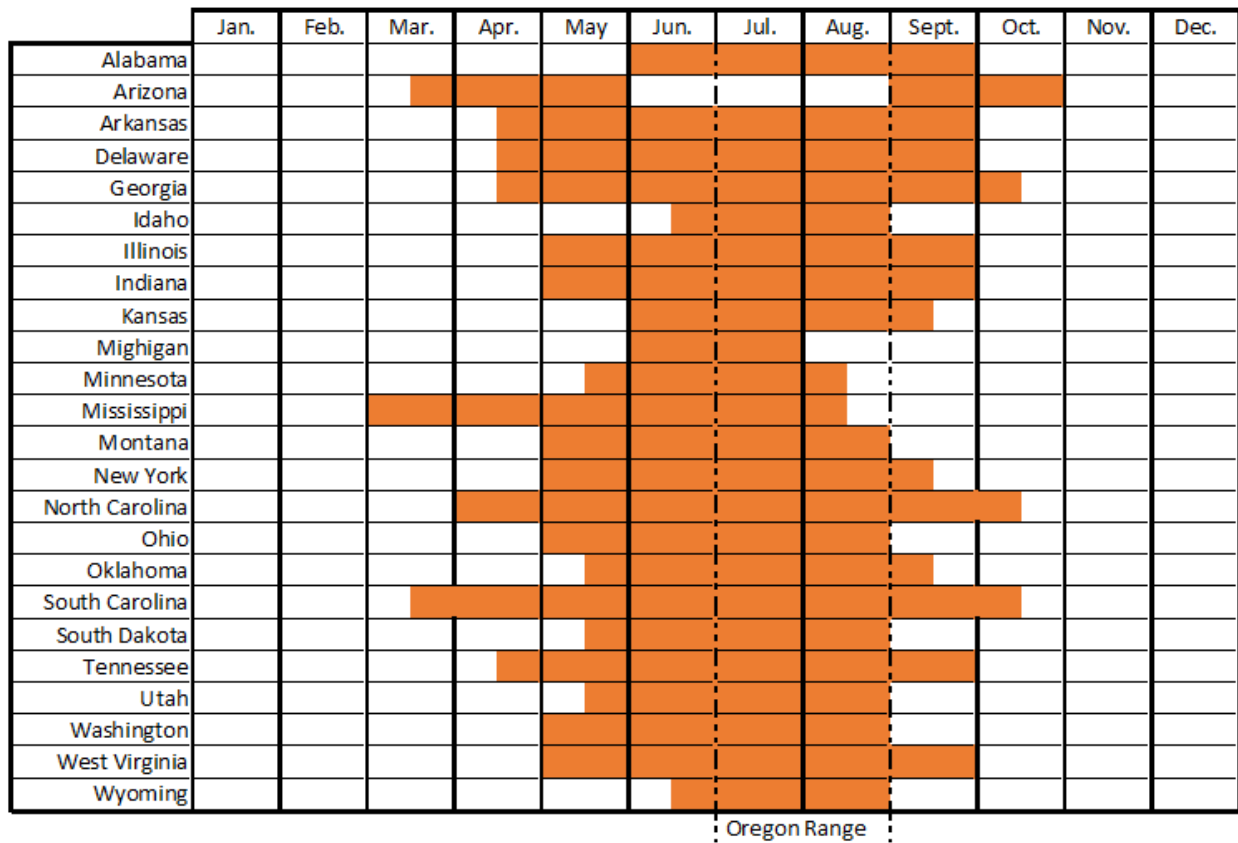 Jan. Feb. Mar. Apr. May Jun. Jul. Aug. Sept. Oct. Nov. Dec.
Alabama
Arizona
Arkansas
Delaware
Georgia
Idaho
Illinois
Indiana
Kansas
Mighigan
Minnesota
Mississippi
Montana
New York
North Carolina
Ohio
Oklahoma
South Carolina
South Dakota
Tennessee
Utah
Washington
West Virginia
Wyoming
Oregon Range